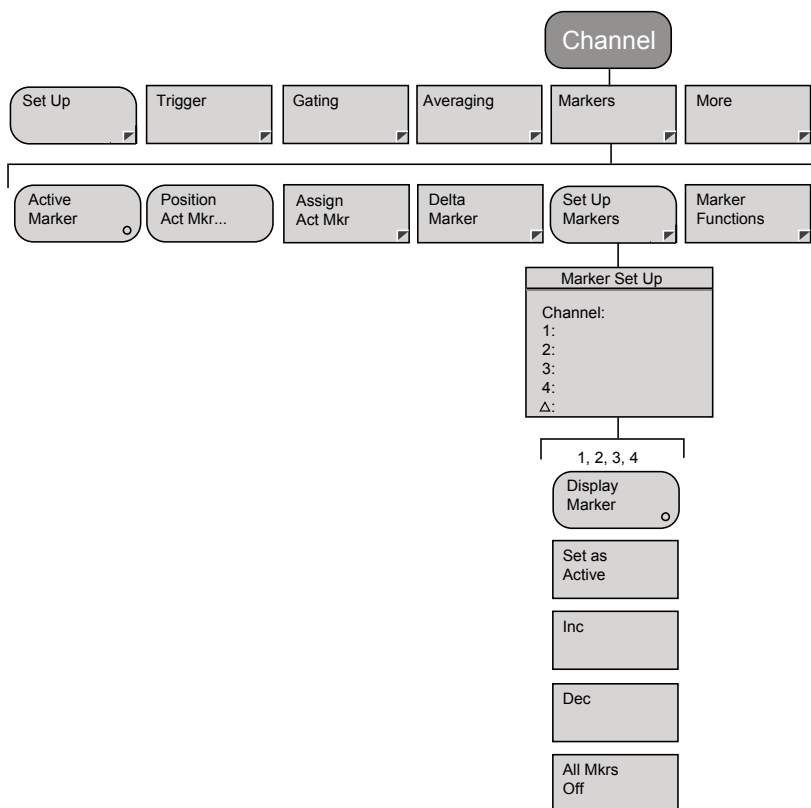 Channel
Set Up
Trigger
Gating
Averaging
Markers
More
Active
Marker
Position
Act Mkr...
Assign
Act Mkr
Delta
Marker
Set Up
Markers
Marker
Functions
Marker Set Up
Channel:
1:
2:
3:
4:
△:
1, 2, 3, 4
Display
Marker
Set as
Active
Inc
Dec
All Mkrs
Off